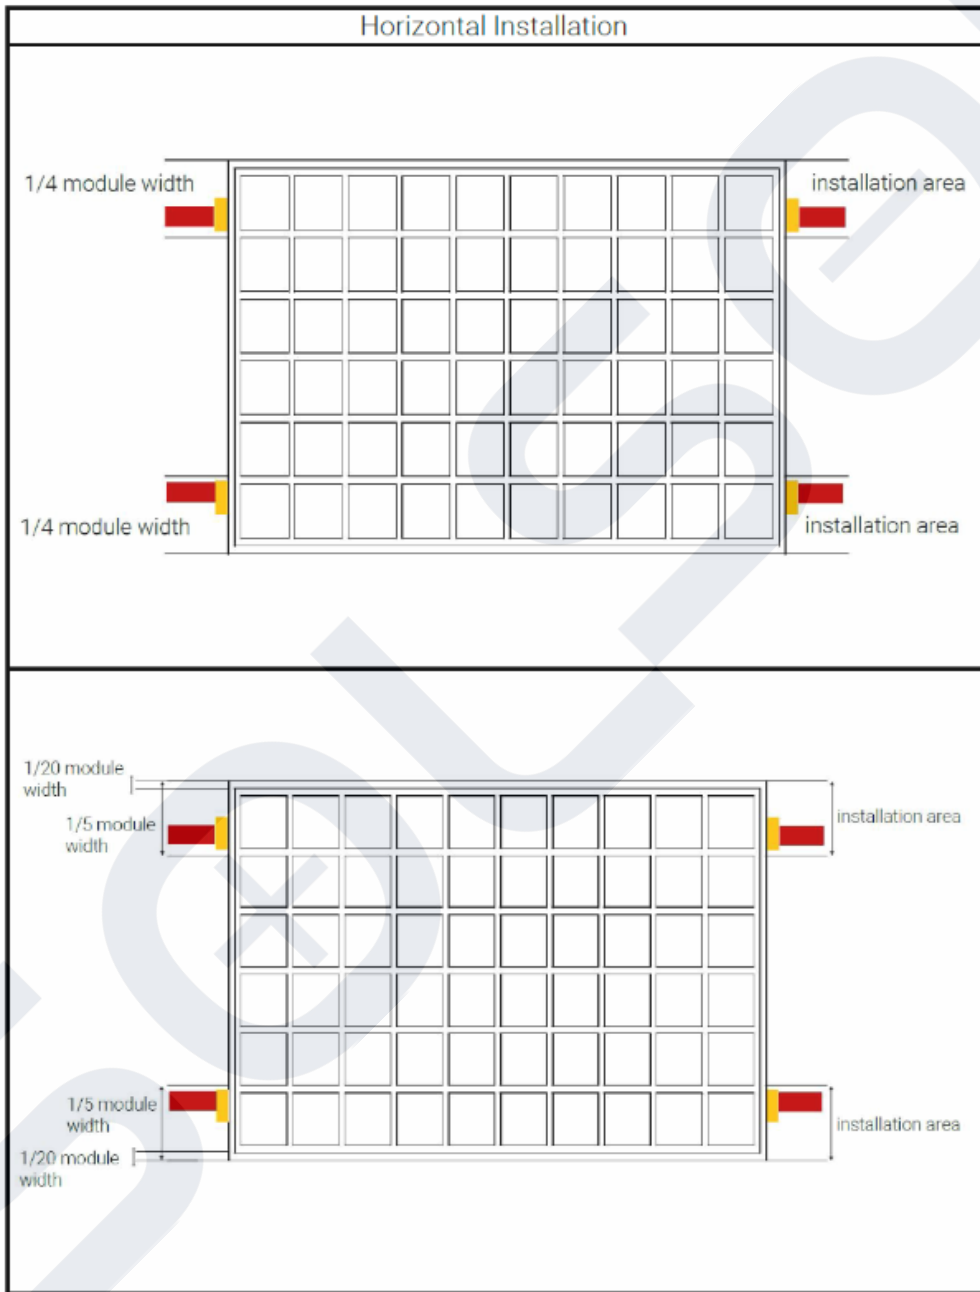 Horizontal Installation
1/4 module width
installation area
1/4 module width
installation area
1/20 module
width
1/5 module
width
installation area
1/5 module
width
1/20 module
width
installation area